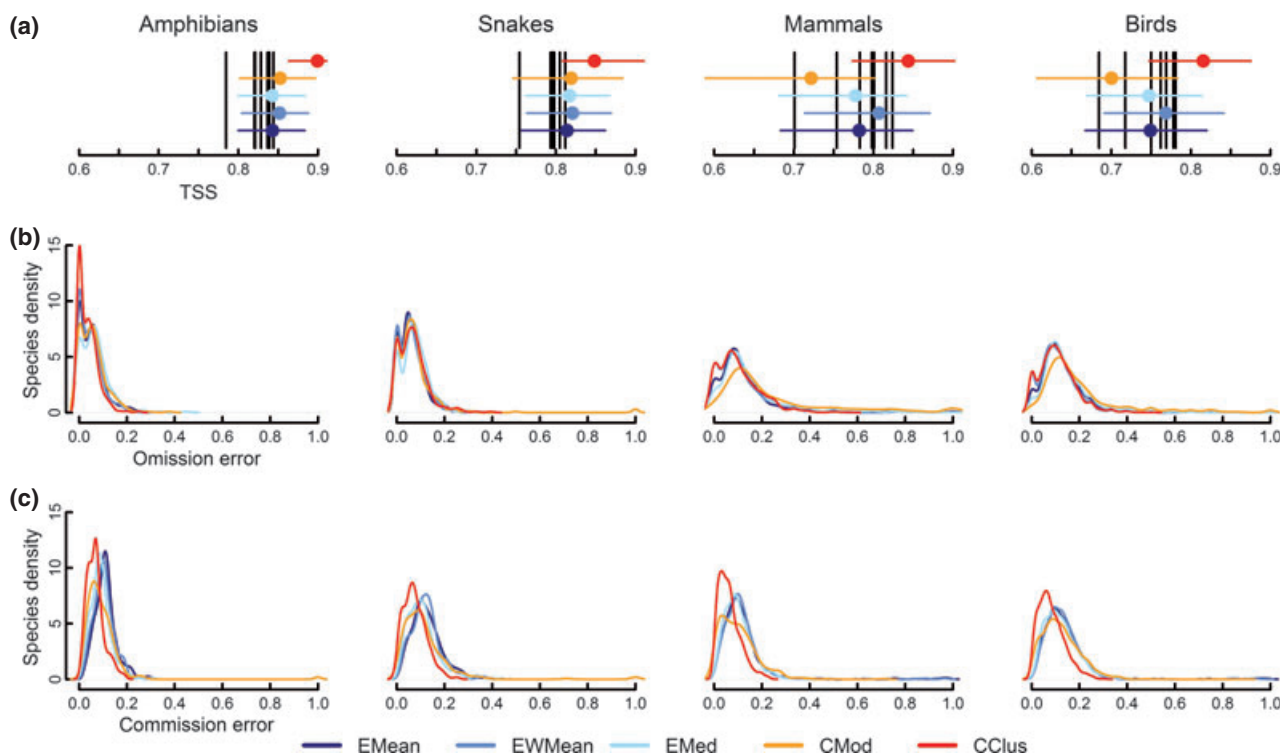 (a)
Amphibians Snakes Mammals Birds
0.6 0.7 0.8 0.9 0.6 0.7 0.8 0.9 0.6 0.7 0.8 0.9 0.6 0.7 0.8 0.9
TSS
(b)
15
10
5
0
Species density
0.0 0.2 0.4 0.6 0.8 1.0 0.0 0.2 0.4 0.6 0.8 1.0 0.0 0.2 0.4 0.6 0.8 1.0 0.0 0.2 0.4 0.6 0.8 1.0
Omission error
(c)
15
10
5
0
Species density
0.0 0.2 0.4 0.6 0.8 1.0 0.0 0.2 0.4 0.6 0.8 1.0 0.0 0.2 0.4 0.6 0.8 1.0 0.0 0.2 0.4 0.6 0.8 1.0
Commission error
EMean EWMean EMed CMod CClus